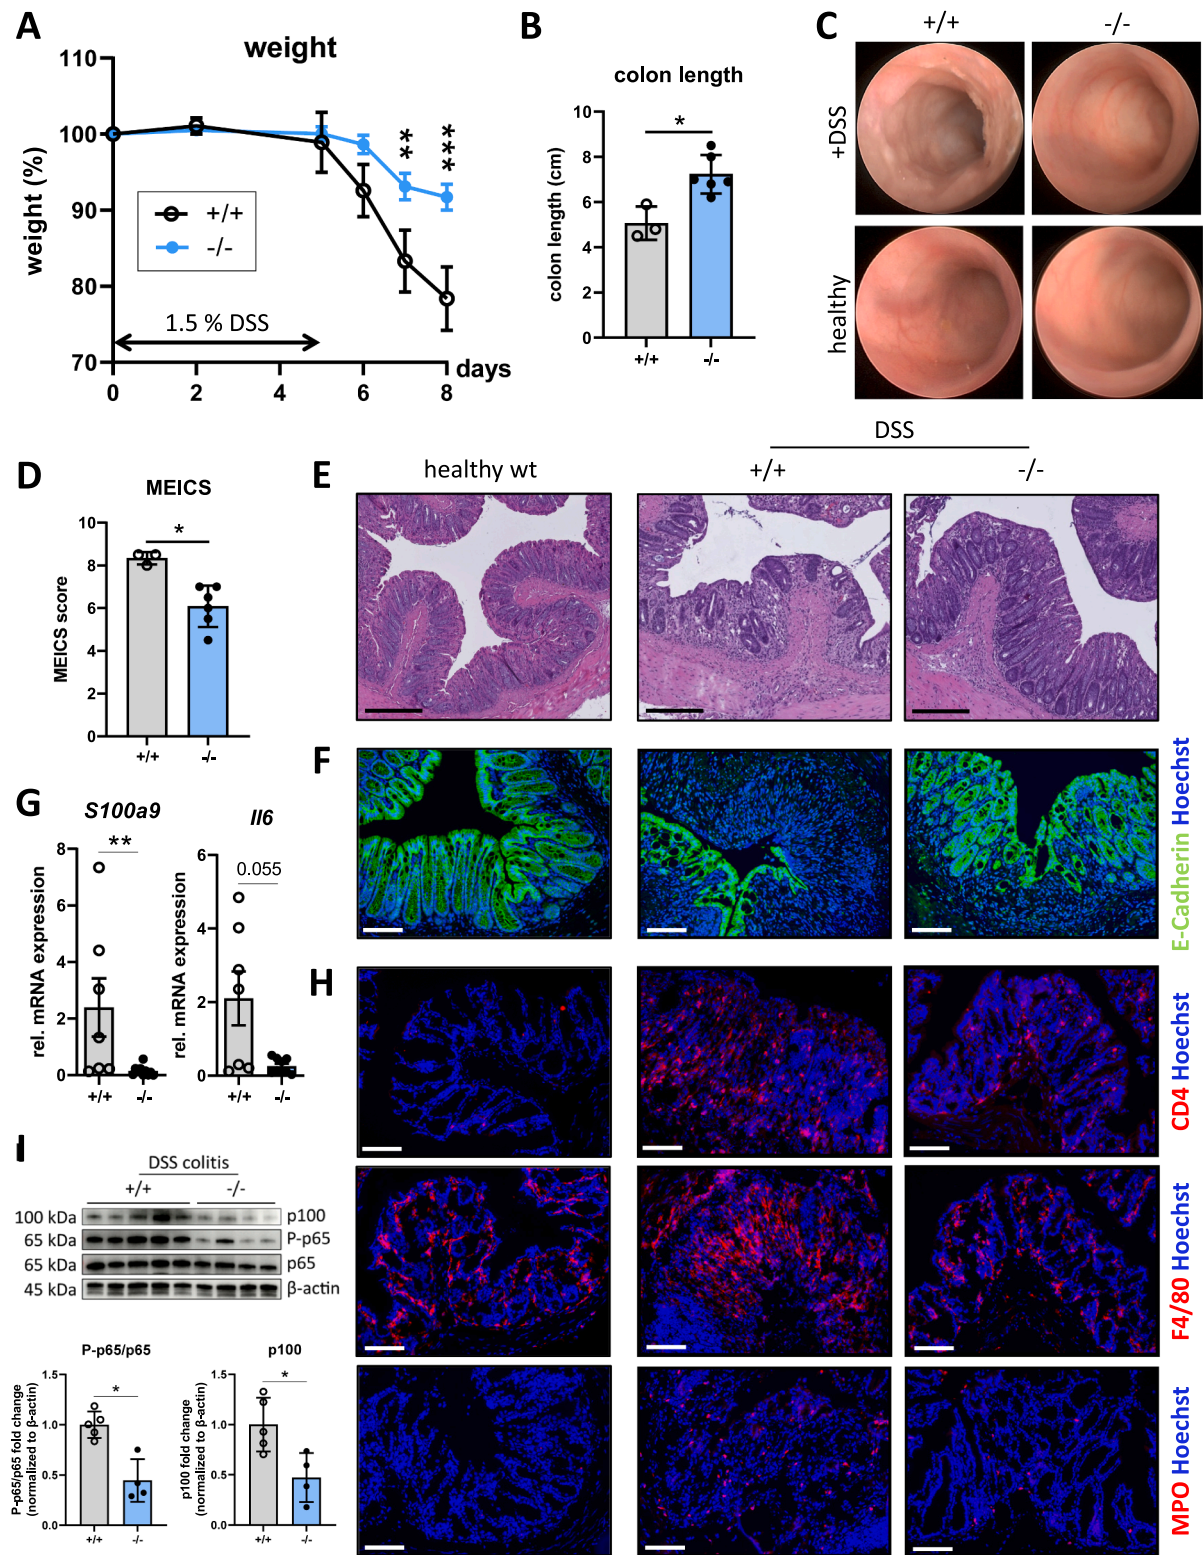 A
weight
110
100
90
80
70
weight (%)
** ***
+/+
-/-
1.5 % DSS
0 2 4 6 8 days
B
colon length
*
10
8
6
4
2
0
colon length (cm)
+/+ -/-
C
+/+ -/-
+DSS
healthy
D
MEICS
*
10
8
6
4
2
0
MEICS score
+/+ -/-
E
DSS
healthy wt +/+ -/-
F
E-Cadherin Hoechst
G
S100a9
**
8
6
4
2
0
rel. mRNA expression
+/+ -/-
Il6
0.055
6
4
2
0
rel. mRNA expression
+/+ -/-
H
CD4 Hoechst
F4/80 Hoechst
MPO Hoechst
I
DSS colitis
+/+ -/-
100 kDa p100
65 kDa P-p65
65 kDa p65
45 kDa β-actin
P-p65/p65
*
1.5
1.0
0.5
0.0
P-p65/p65 fold change
(normalized to β-actin)
+/+ -/-
p100
*
1.5
1.0
0.5
0.0
p100 fold change
(normalized to β-actin)
+/+ -/-